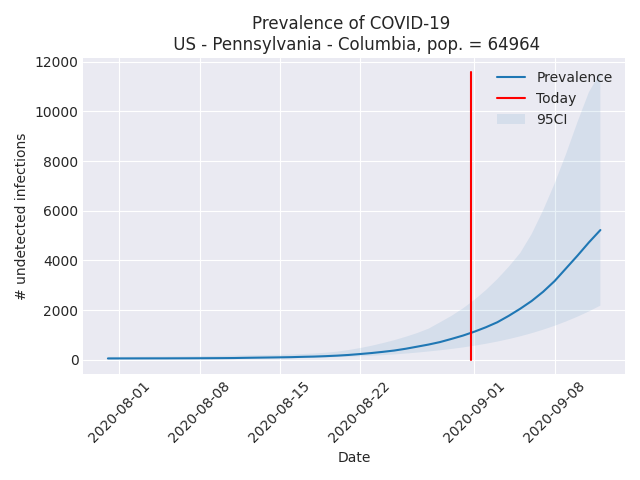 Prevalence of COVID-19
US - Pennsylvania - Columbia, pop. = 64964
12000
10000
8000
6000
4000
2000
0
# undetected infections
Prevalence
Today
95CI
2020-08-01
2020-08-08
2020-08-15
2020-08-22
2020-09-01
2020-09-08
Date